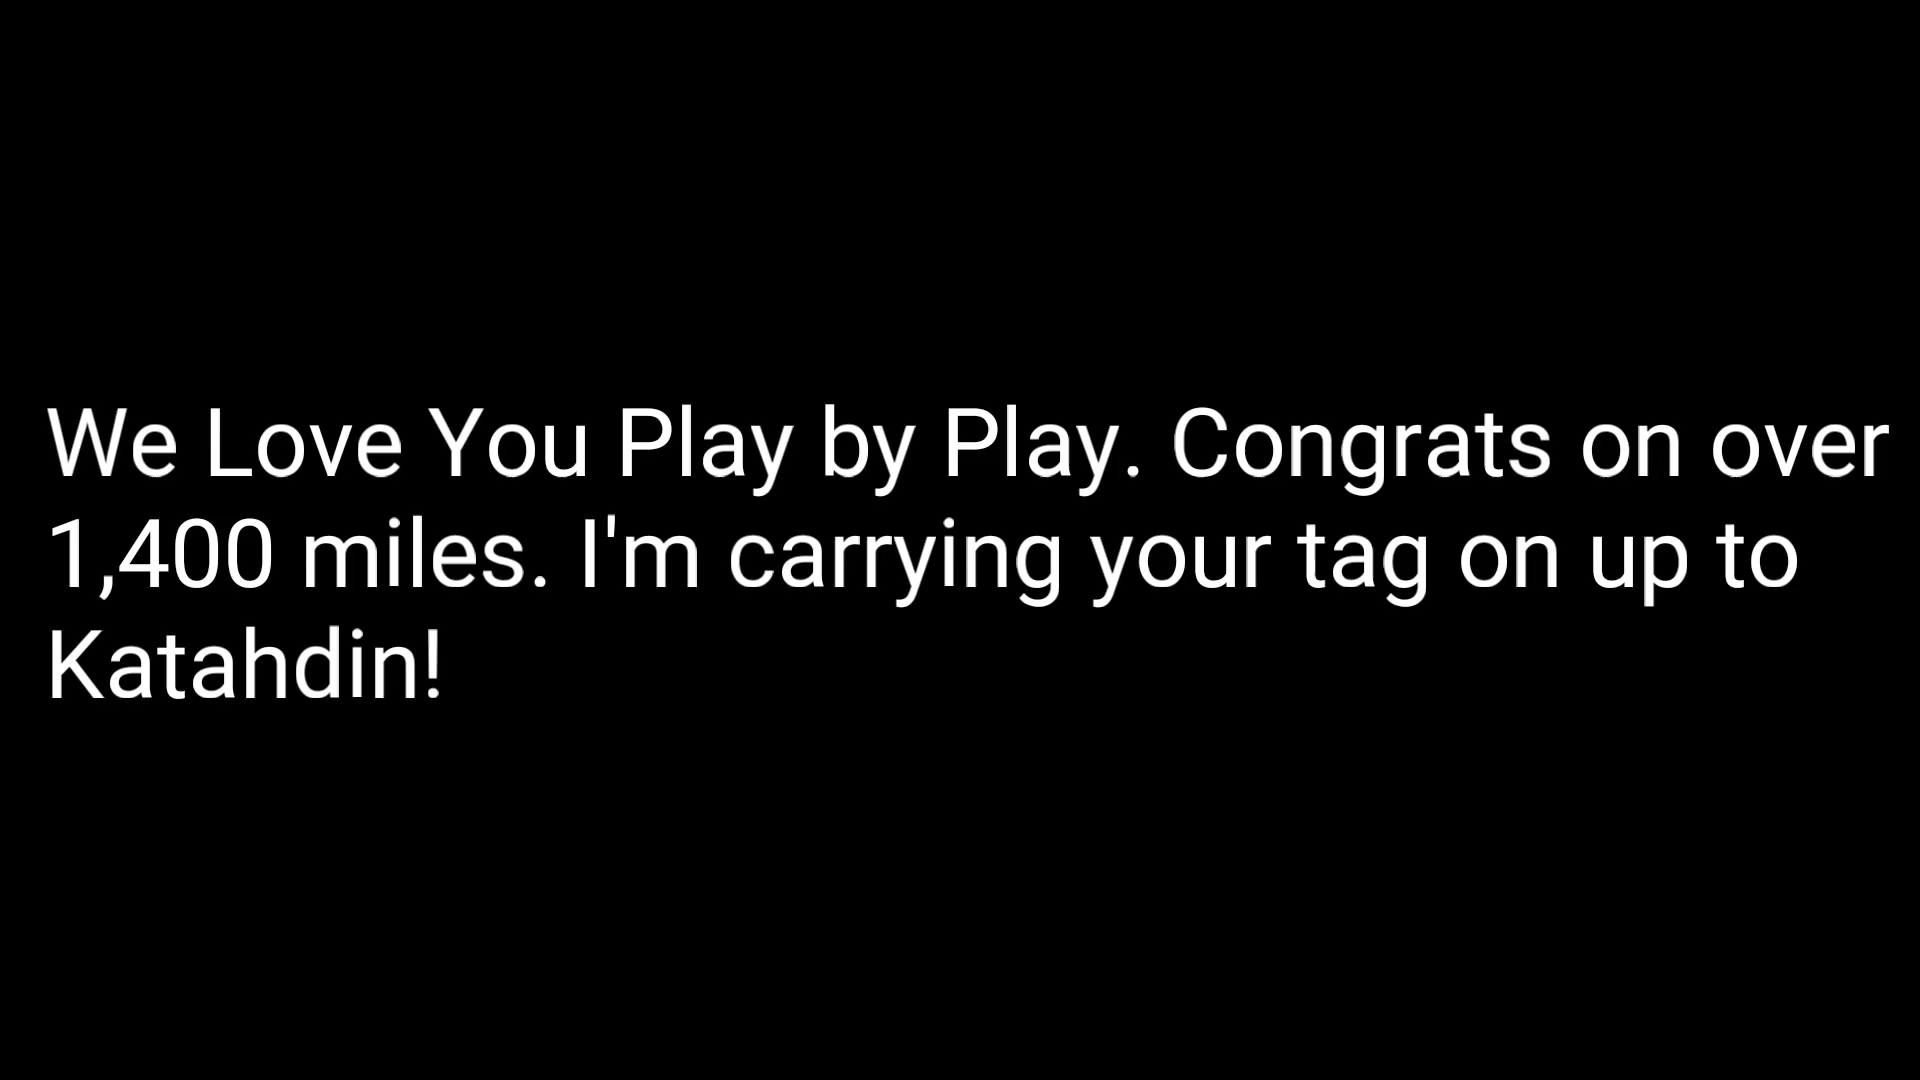 We Love You Play by Play. Congrats on over
1,400 miles. I'm carrying your tag on up to
Katahdin!